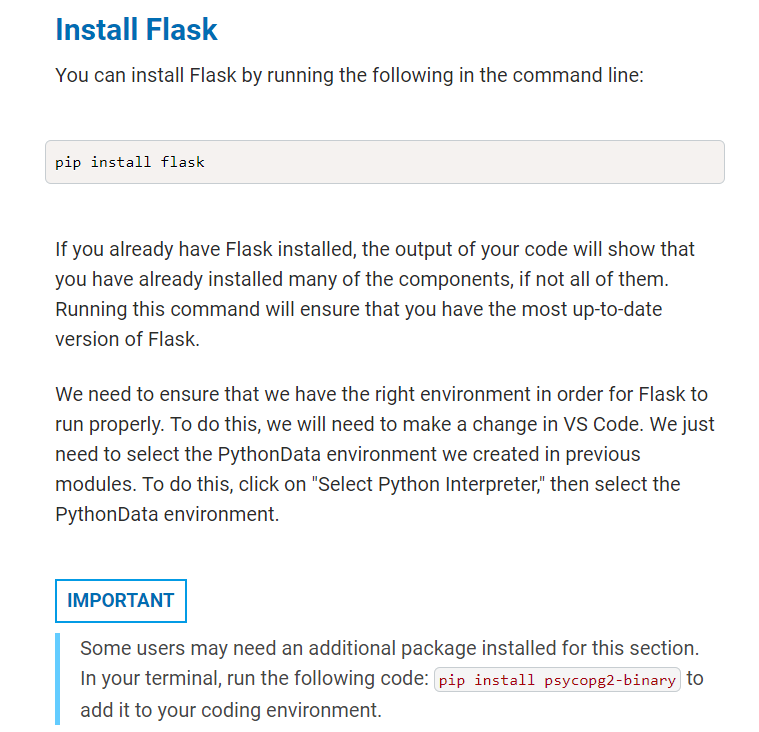 Install Flask
You can install Flask by running the following in the command line:
pip install flask
If you already have Flask installed, the output of your code will show that
you have already installed many of the components, if not all of them.
Running this command will ensure that you have the most up-to-date
version of Flask.
We need to ensure that we have the right environment in order for Flask to
run properly. To do this, we will need to make a change in VS Code. We just
need to select the PythonData environment we created in previous
modules. To do this, click on "Select Python Interpreter," then select the
PythonData environment.
IMPORTANT
Some users may need an additional package installed for this section.
In your terminal, run the following code: pip install psycopg2-binary to
add it to your coding environment.